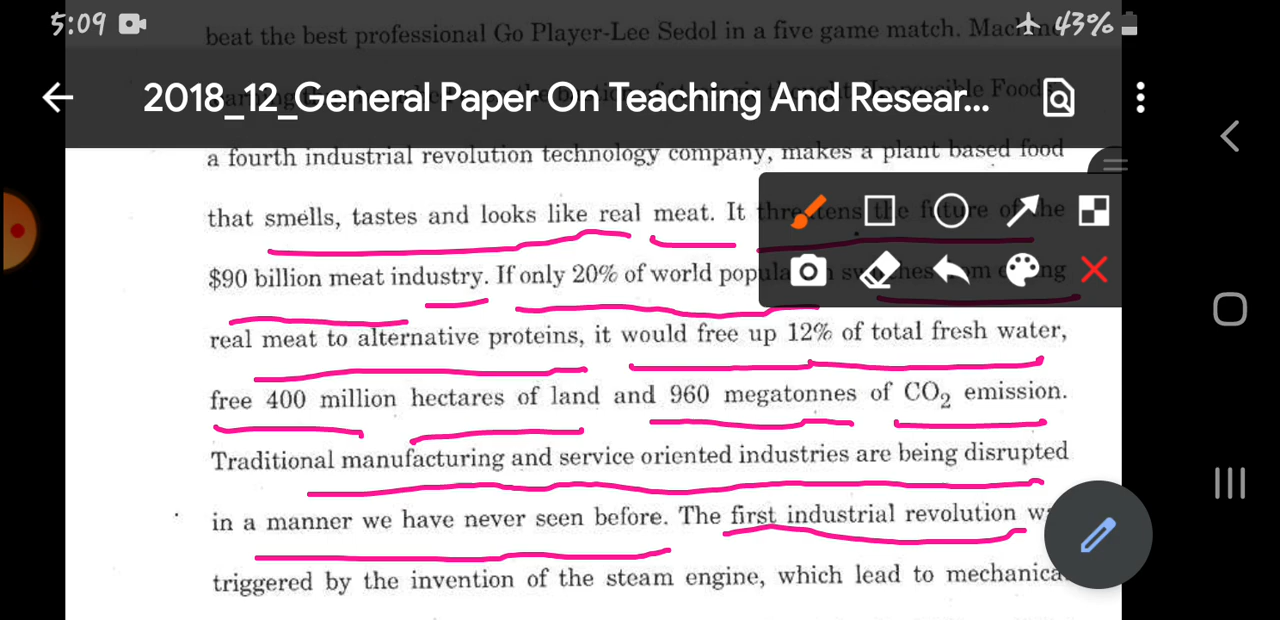 5:09 43%
beat the best professional Go Player-Lee Sedol in a five game match.
2018_12_General Paper On Teaching And Resear...
a fourth industrial revolution technology company, makes a plant based food
that smells, tastes and looks like real meat. It threatens the future of the
$90 billion meat industry. If only 20% of world
real meat to alternative proteins, it would free up 12% of total fresh water,
free 400 million hectares of land and 960 megatonnes of CO₂ emission.
Traditional manufacturing and service oriented industries are being disrupted
in a manner we have never seen before. The first industrial revolution
triggered by the invention of the steam engine, which lead to